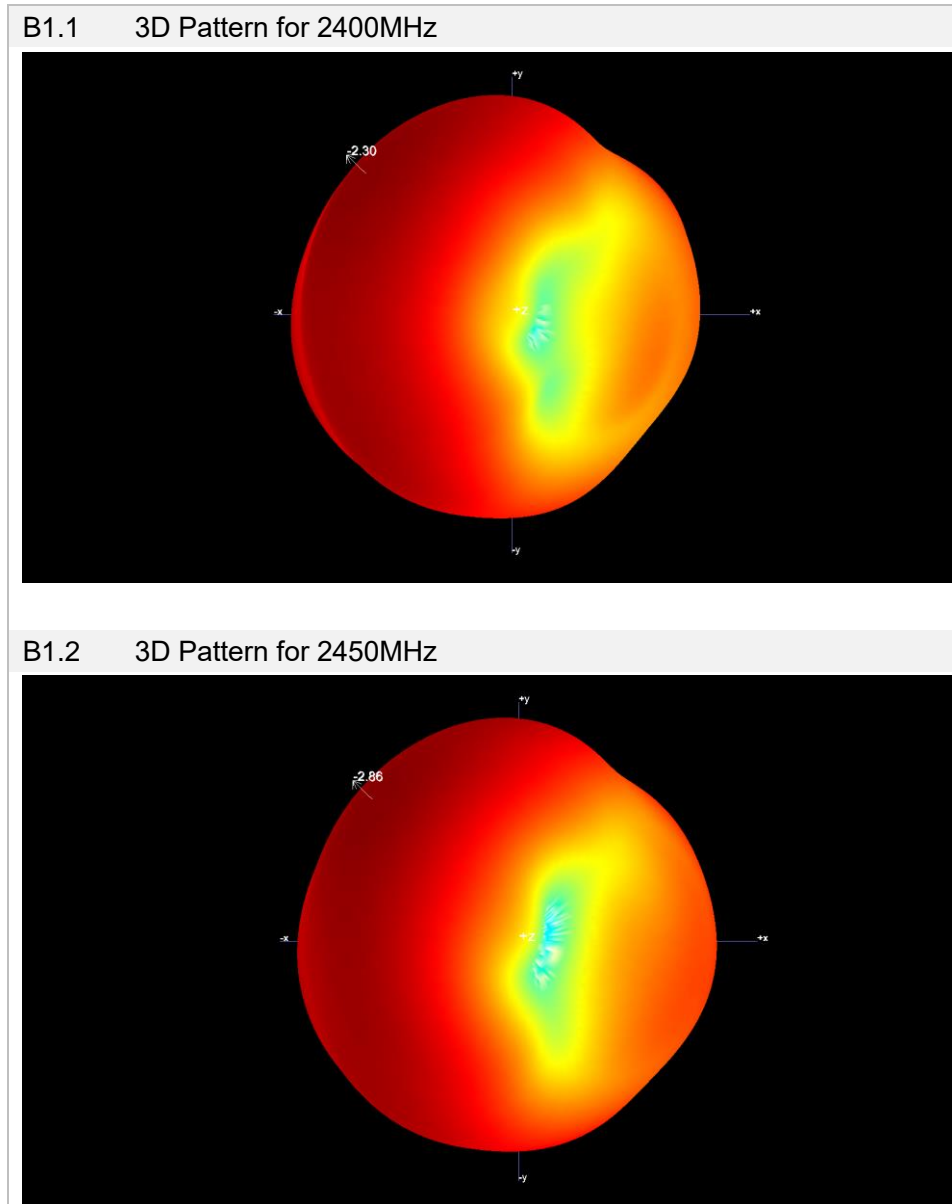 B1.1 3D Pattern for 2400MHz
+y
-2.30
-x +z +x
-y
B1.2 3D Pattern for 2450MHz
+y
-2.86
-x +z +x
-y